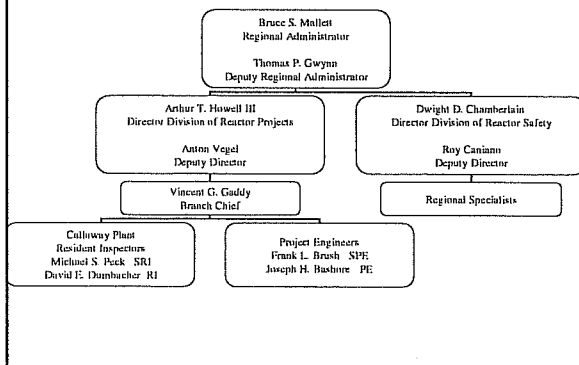 Bruce S. Mallett
Regional Administrator
Thomas P. Gwynn
Deputy Regional Administrator
Arthur T. Howell III
Director Division of Reactor Projects
Anton Vegel
Deputy Director
Dwight D. Chamberlain
Director Division of Reactor Safety
Roy Caniano
Deputy Director
Vincent G. Gaddy
Branch Chief
Regional Specialists
Callaway Plant
Resident Inspectors
Michael S. Peck SRI
David E. Dumbacher RI
Project Engineers
Frank L. Brush SPE
Joseph H. Bashore PE